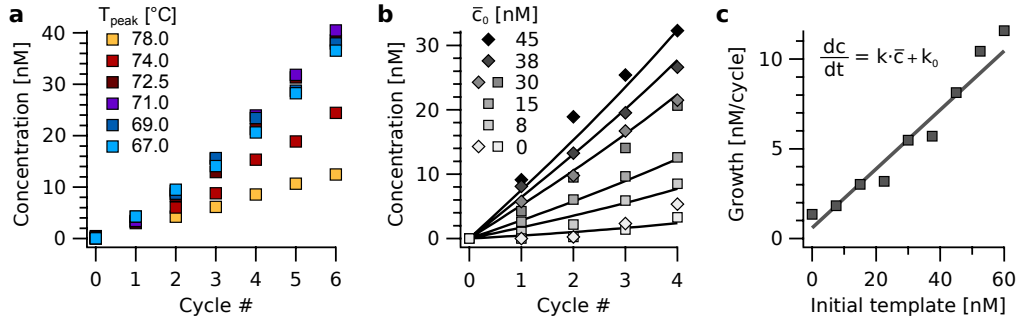 a
T_peak [°C]
78.0
74.0
72.5
71.0
69.0
67.0
Concentration [nM]
40
30
20
10
0
0 1 2 3 4 5 6
Cycle #
b
c̄₀ [nM]
45
38
30
15
8
0
Concentration [nM]
30
20
10
0
0 1 2 3 4
Cycle #
c
dc/dt = k·c̄+k₀
Growth [nM/cycle]
10
5
0
0 20 40 60
Initial template [nM]